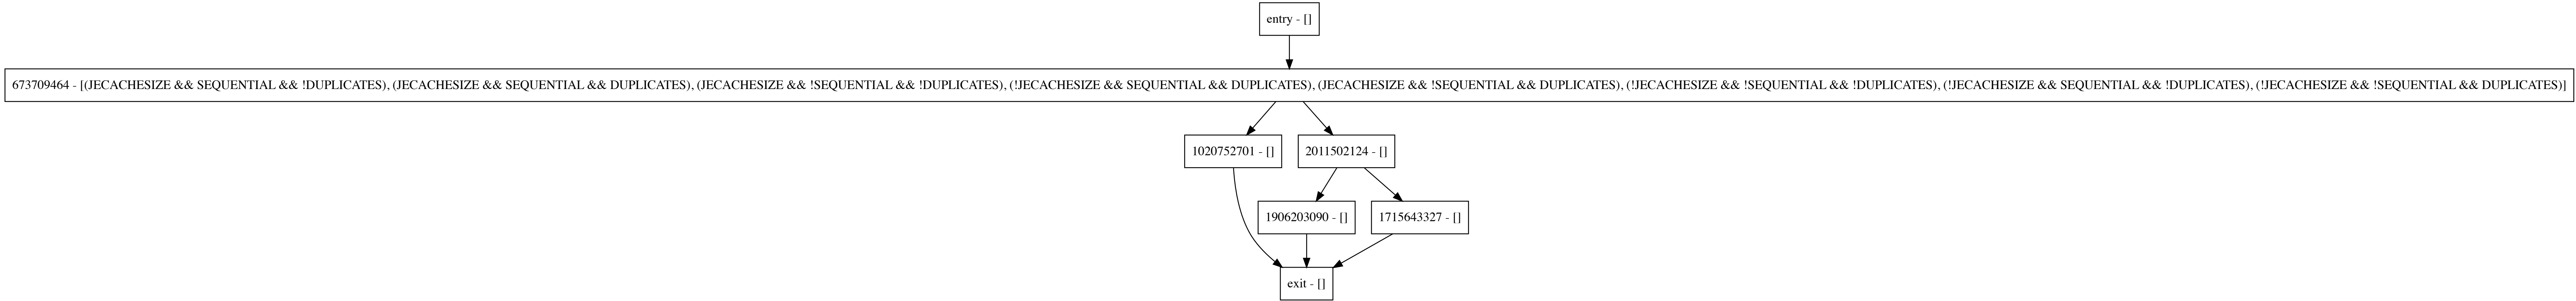 entry - []
673709464 - [(JECACHESIZE && SEQUENTIAL && !DUPLICATES), (JECACHESIZE && SEQUENTIAL && DUPLICATES), (JECACHESIZE && !SEQUENTIAL && !DUPLICATES), (!JECACHESIZE && SEQUENTIAL && DUPLICATES), (JECACHESIZE && !SEQUENTIAL && DUPLICATES), (!JECACHESIZE && !SEQUENTIAL && !DUPLICATES), (!JECACHESIZE && SEQUENTIAL && !DUPLICATES), (!JECACHESIZE && !SEQUENTIAL && DUPLICATES)]
1020752701 - []
2011502124 - []
1906203090 - []
1715643327 - []
exit - []